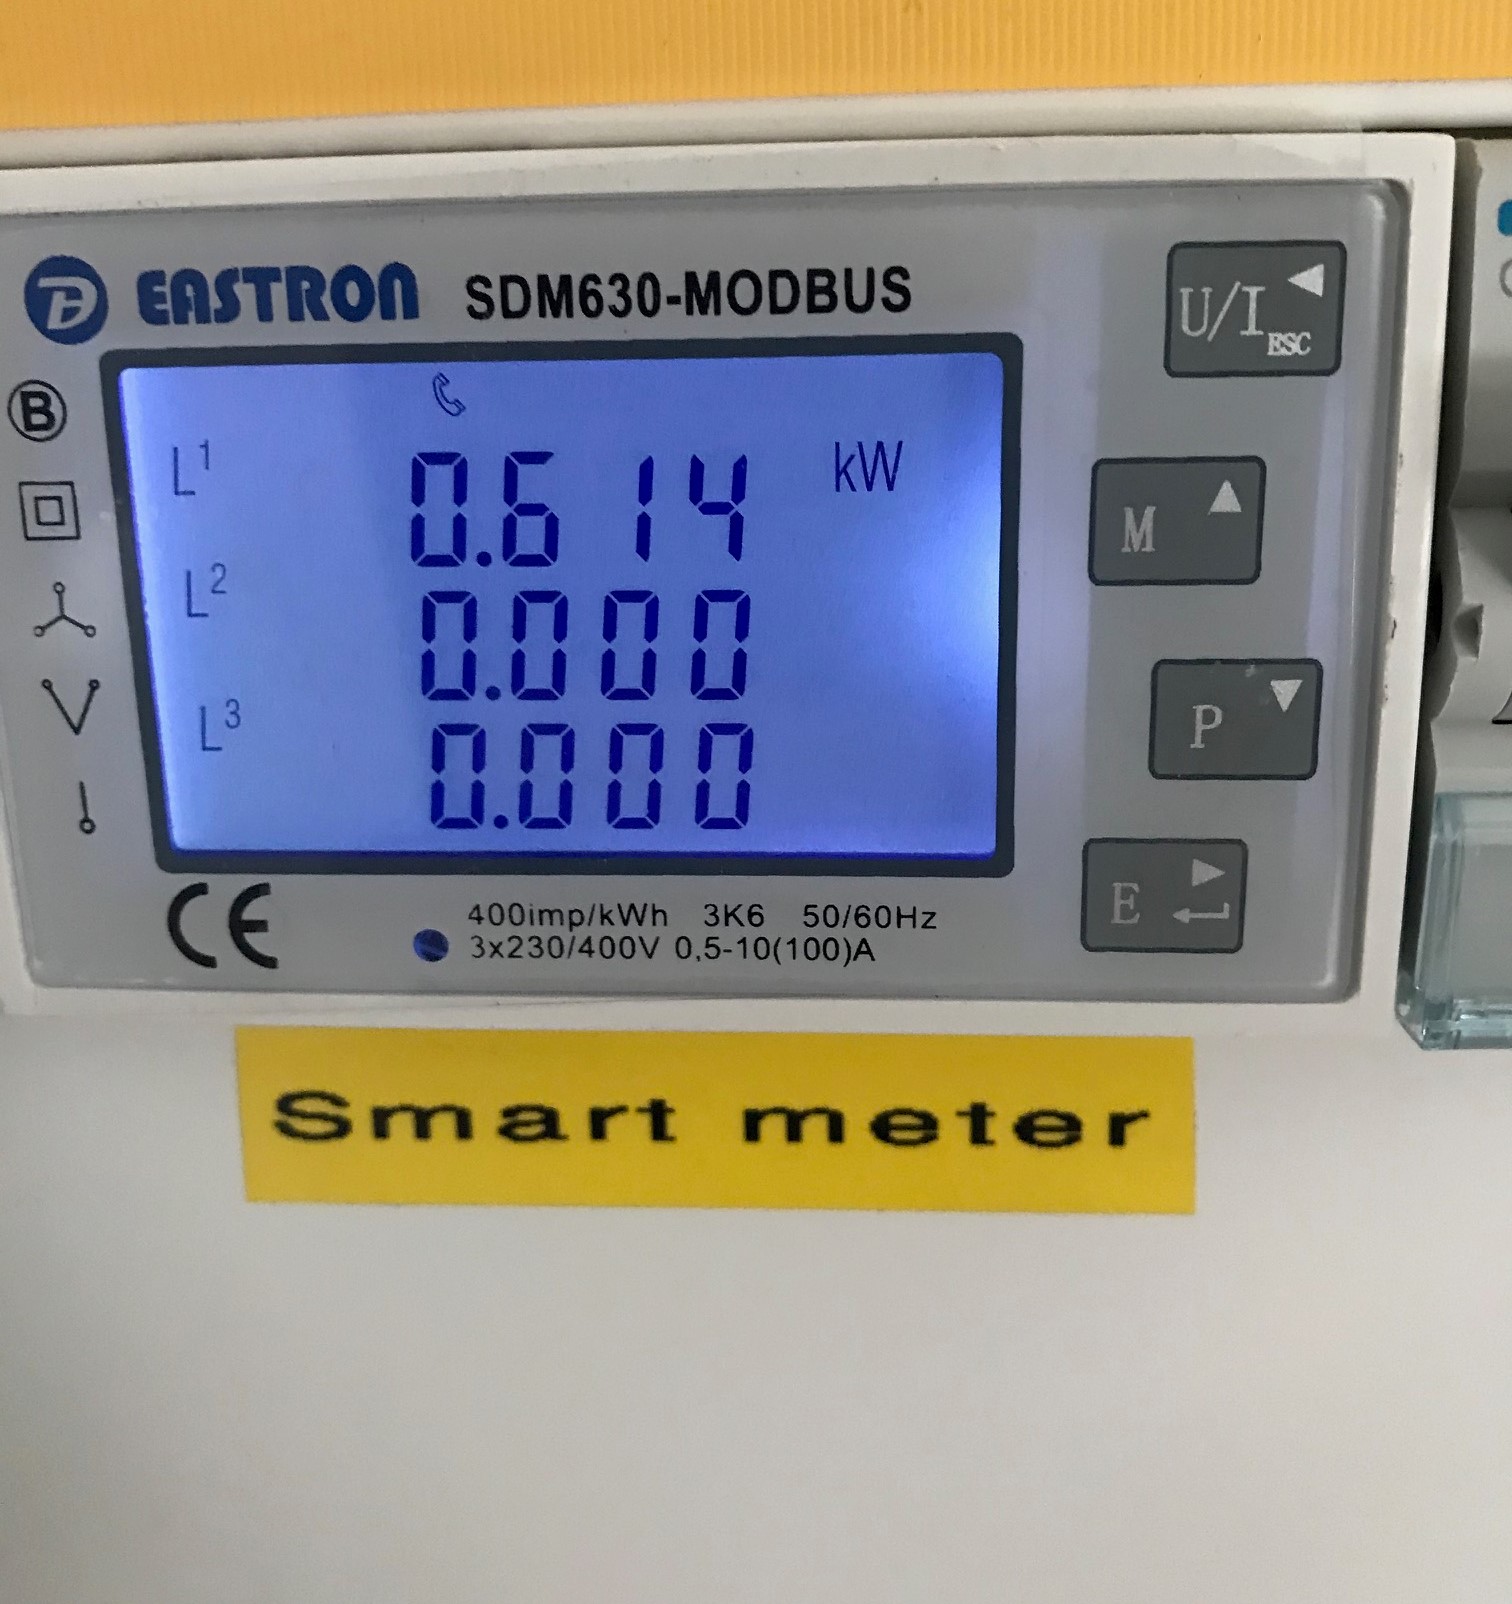 EASTRON SDM630-MODBUS
B
L1 0.614 kW
L2 0.000
L3 0.000
U/I ESC
M
P
E
CE 400imp/kWh 3K6 50/60Hz
3x230/400V 0,5-10(100)A
Smart meter